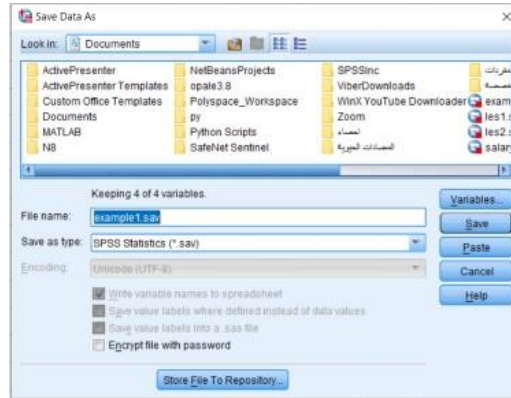 Save Data As
Look in: Documents
ActivePresenter
ActivePresenter Templates
Custom Office Templates
Documents
MATLAB
N8
NetBeansProjects
opale3.8
Polyspace_Workspace
py
Python Scripts
SafeNet Sentinel
SPSSInc
ViberDownloads
WinX YouTube Downloader
Zoom
exam
les1.s
les2.s
salar
Keeping 4 of 4 variables.
Variables...
File name: example1.sav
Save
Save as type: SPSS Statistics (*.sav)
Paste
Encoding: Unicode (UTF-8)
Cancel
Write variable names to spreadsheet
Help
Save value labels where defined instead of data values
Save value labels into a .sas file
Encrypt file with password
Store File To Repository...